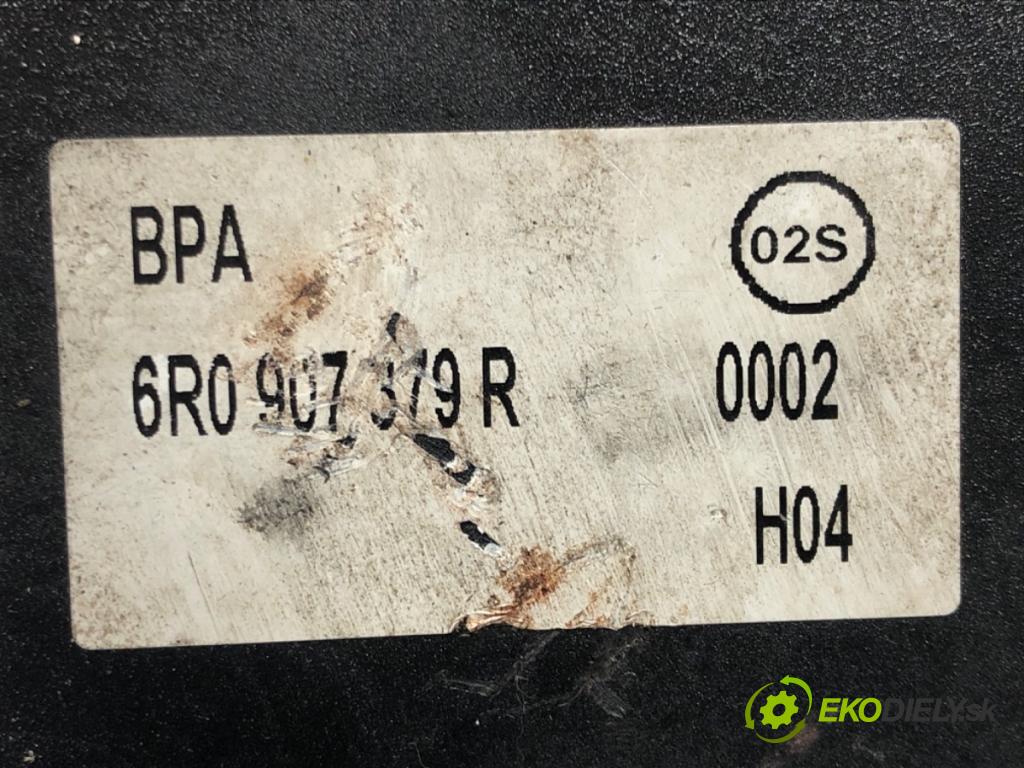 BPA
02S
6R0 907 379 R
0002
H04
EKODIELY.sk